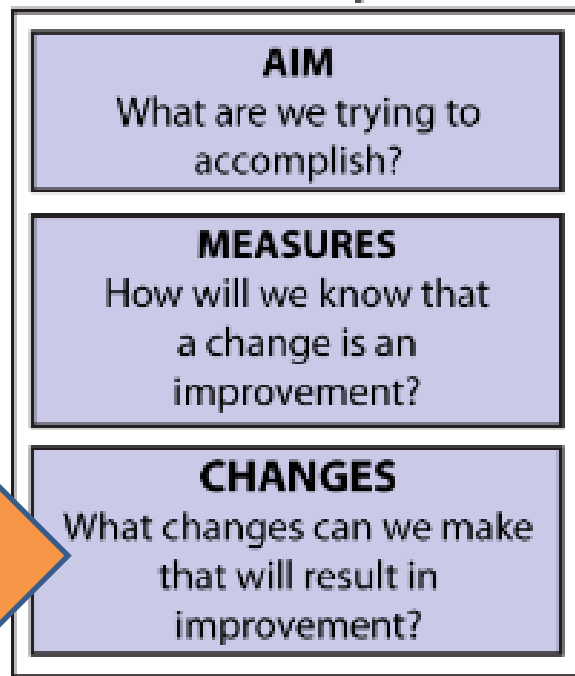 AIM
What are we trying to
accomplish?
MEASURES
How will we know that
a change is an
improvement?
CHANGES
What changes can we make
that will result in
improvement?